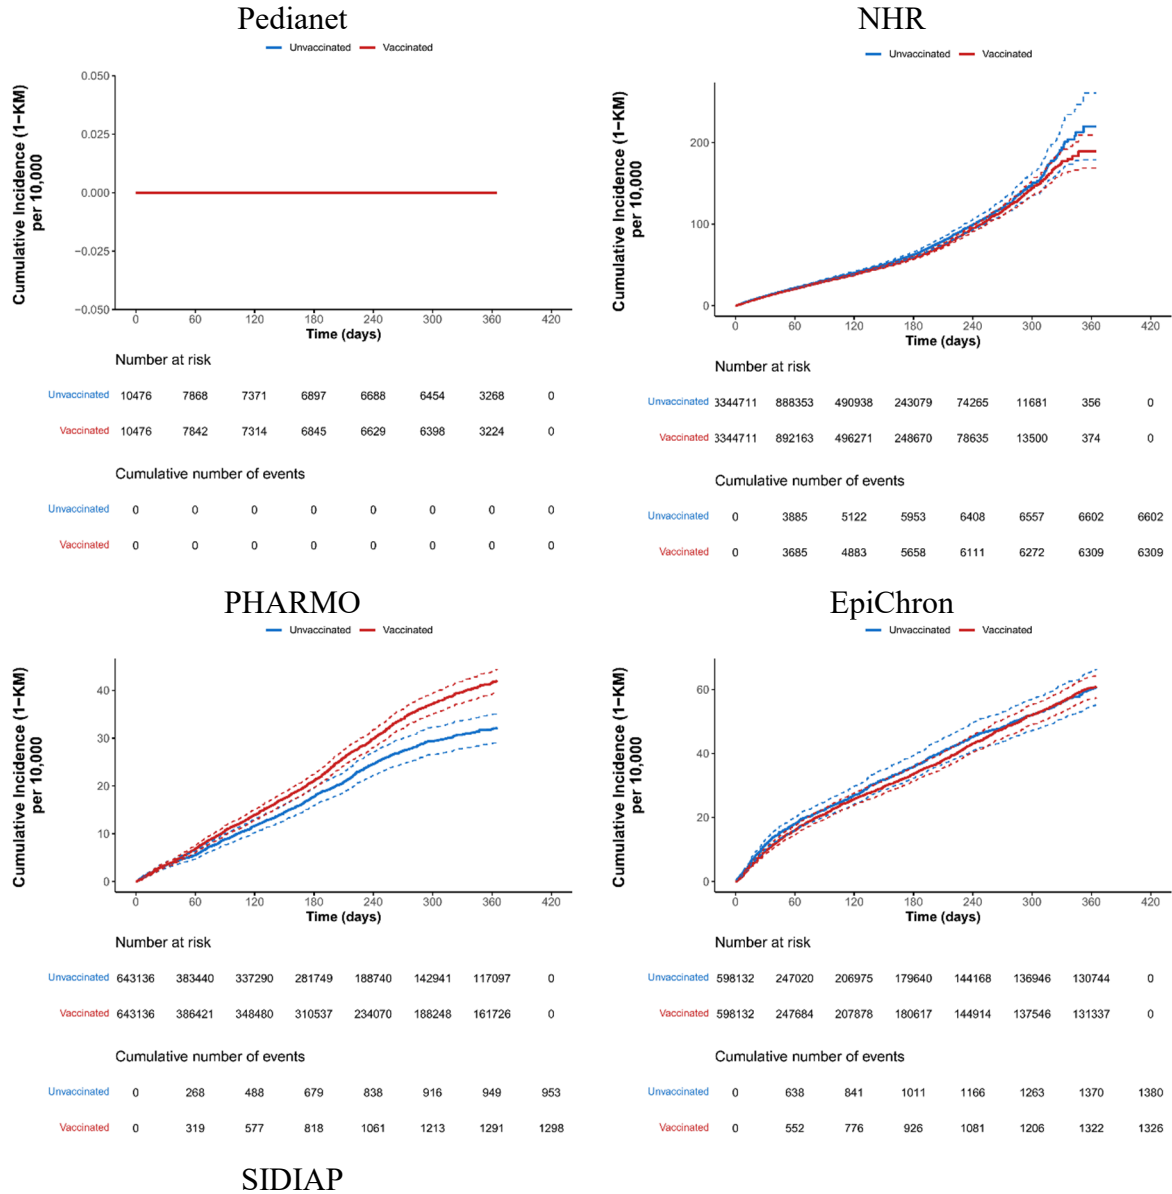 Pedianet
Unvaccinated Vaccinated
Cumulative Incidence (1−KM)
per 10,000
0.050
0.025
0.000
−0.025
−0.050
0 60 120 180 240 300 360 420
Time (days)
Number at risk
Unvaccinated 10476 7868 7371 6897 6688 6454 3268 0
Vaccinated 10476 7842 7314 6845 6629 6398 3224 0
Cumulative number of events
Unvaccinated 0 0 0 0 0 0 0 0
Vaccinated 0 0 0 0 0 0 0 0
NHR
Unvaccinated Vaccinated
Cumulative Incidence (1−KM)
per 10,000
200
100
0
0 60 120 180 240 300 360 420
Time (days)
Number at risk
Unvaccinated 3344711 888353 490938 243079 74265 11681 356 0
Vaccinated 3344711 892163 496271 248670 78635 13500 374 0
Cumulative number of events
Unvaccinated 0 3885 5122 5953 6408 6557 6602 6602
Vaccinated 0 3685 4883 5658 6111 6272 6309 6309
PHARMO
Unvaccinated Vaccinated
Cumulative Incidence (1−KM)
per 10,000
40
30
20
10
0
0 60 120 180 240 300 360 420
Time (days)
Number at risk
Unvaccinated 643136 383440 337290 281749 188740 142941 117097 0
Vaccinated 643136 386421 348480 310537 234070 188248 161726 0
Cumulative number of events
Unvaccinated 0 268 488 679 838 916 949 953
Vaccinated 0 319 577 818 1061 1213 1291 1298
EpiChron
Unvaccinated Vaccinated
Cumulative Incidence (1−KM)
per 10,000
60
40
20
0
0 60 120 180 240 300 360 420
Time (days)
Number at risk
Unvaccinated 598132 247020 206975 179640 144168 136946 130744 0
Vaccinated 598132 247684 207878 180617 144914 137546 131337 0
Cumulative number of events
Unvaccinated 0 638 841 1011 1166 1263 1370 1380
Vaccinated 0 552 776 926 1081 1206 1322 1326
SIDIAP